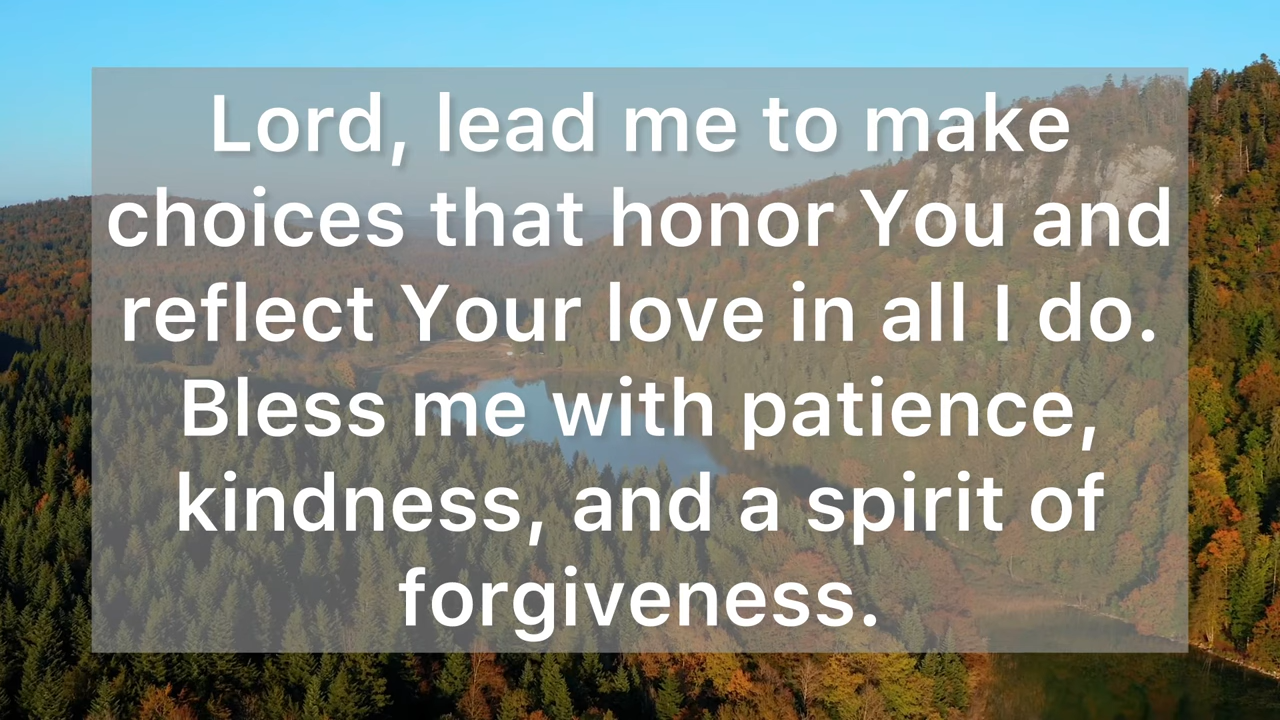 Lord, lead me to make
choices that honor You and
reflect Your love in all I do.
Bless me with patience,
kindness, and a spirit of
forgiveness.